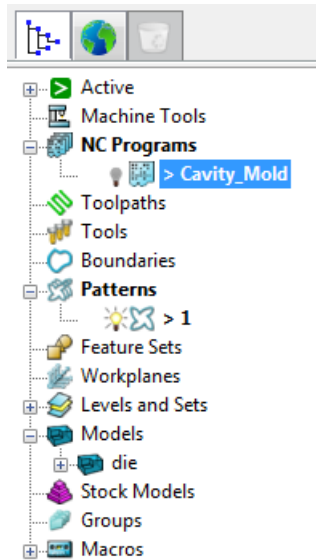 Active
Machine Tools
NC Programs
> Cavity_Mold
Toolpaths
Tools
Boundaries
Patterns
> 1
Feature Sets
Workplanes
Levels and Sets
Models
die
Stock Models
Groups
Macros